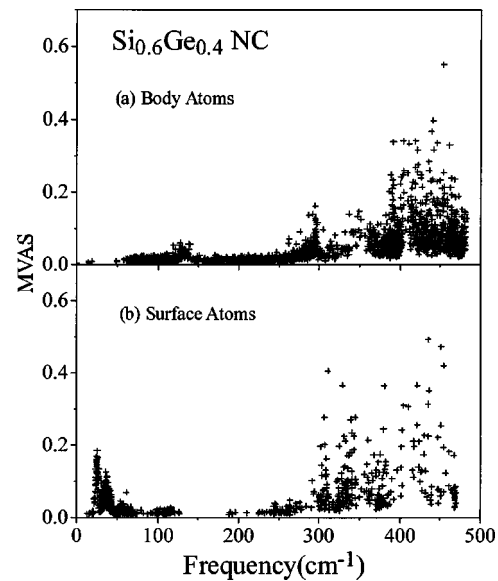 Si₀.₆Ge₀.₄ NC
(a) Body Atoms
0.6
0.4
0.2
0.0
MVAS
(b) Surface Atoms
0.6
0.4
0.2
0.0
0 100 200 300 400 500
Frequency(cm⁻¹)